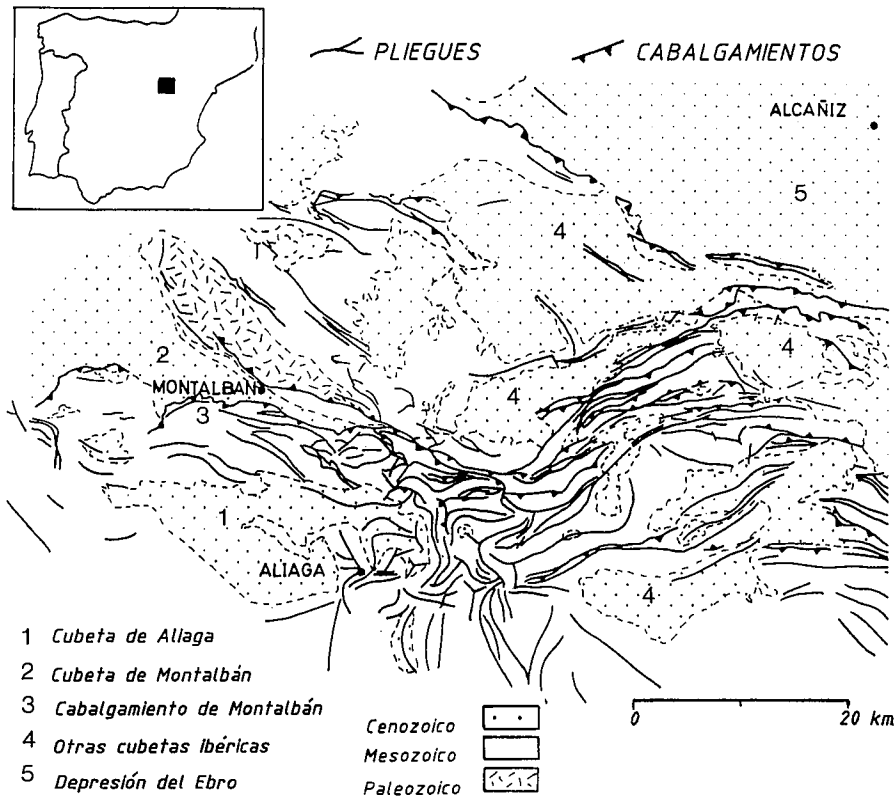 PLIEGUES
CABALGAMIENTOS
ALCAÑIZ
5
4
2
MONTALBÁN
3
4
4
1
ALIAGA
4
1 Cubeta de Aliaga
2 Cubeta de Montalbán
3 Cabalgamiento de Montalbán
4 Otras cubetas Ibéricas
5 Depresión del Ebro
Cenozoico
Mesozoico
Paleozoico
0 20 km